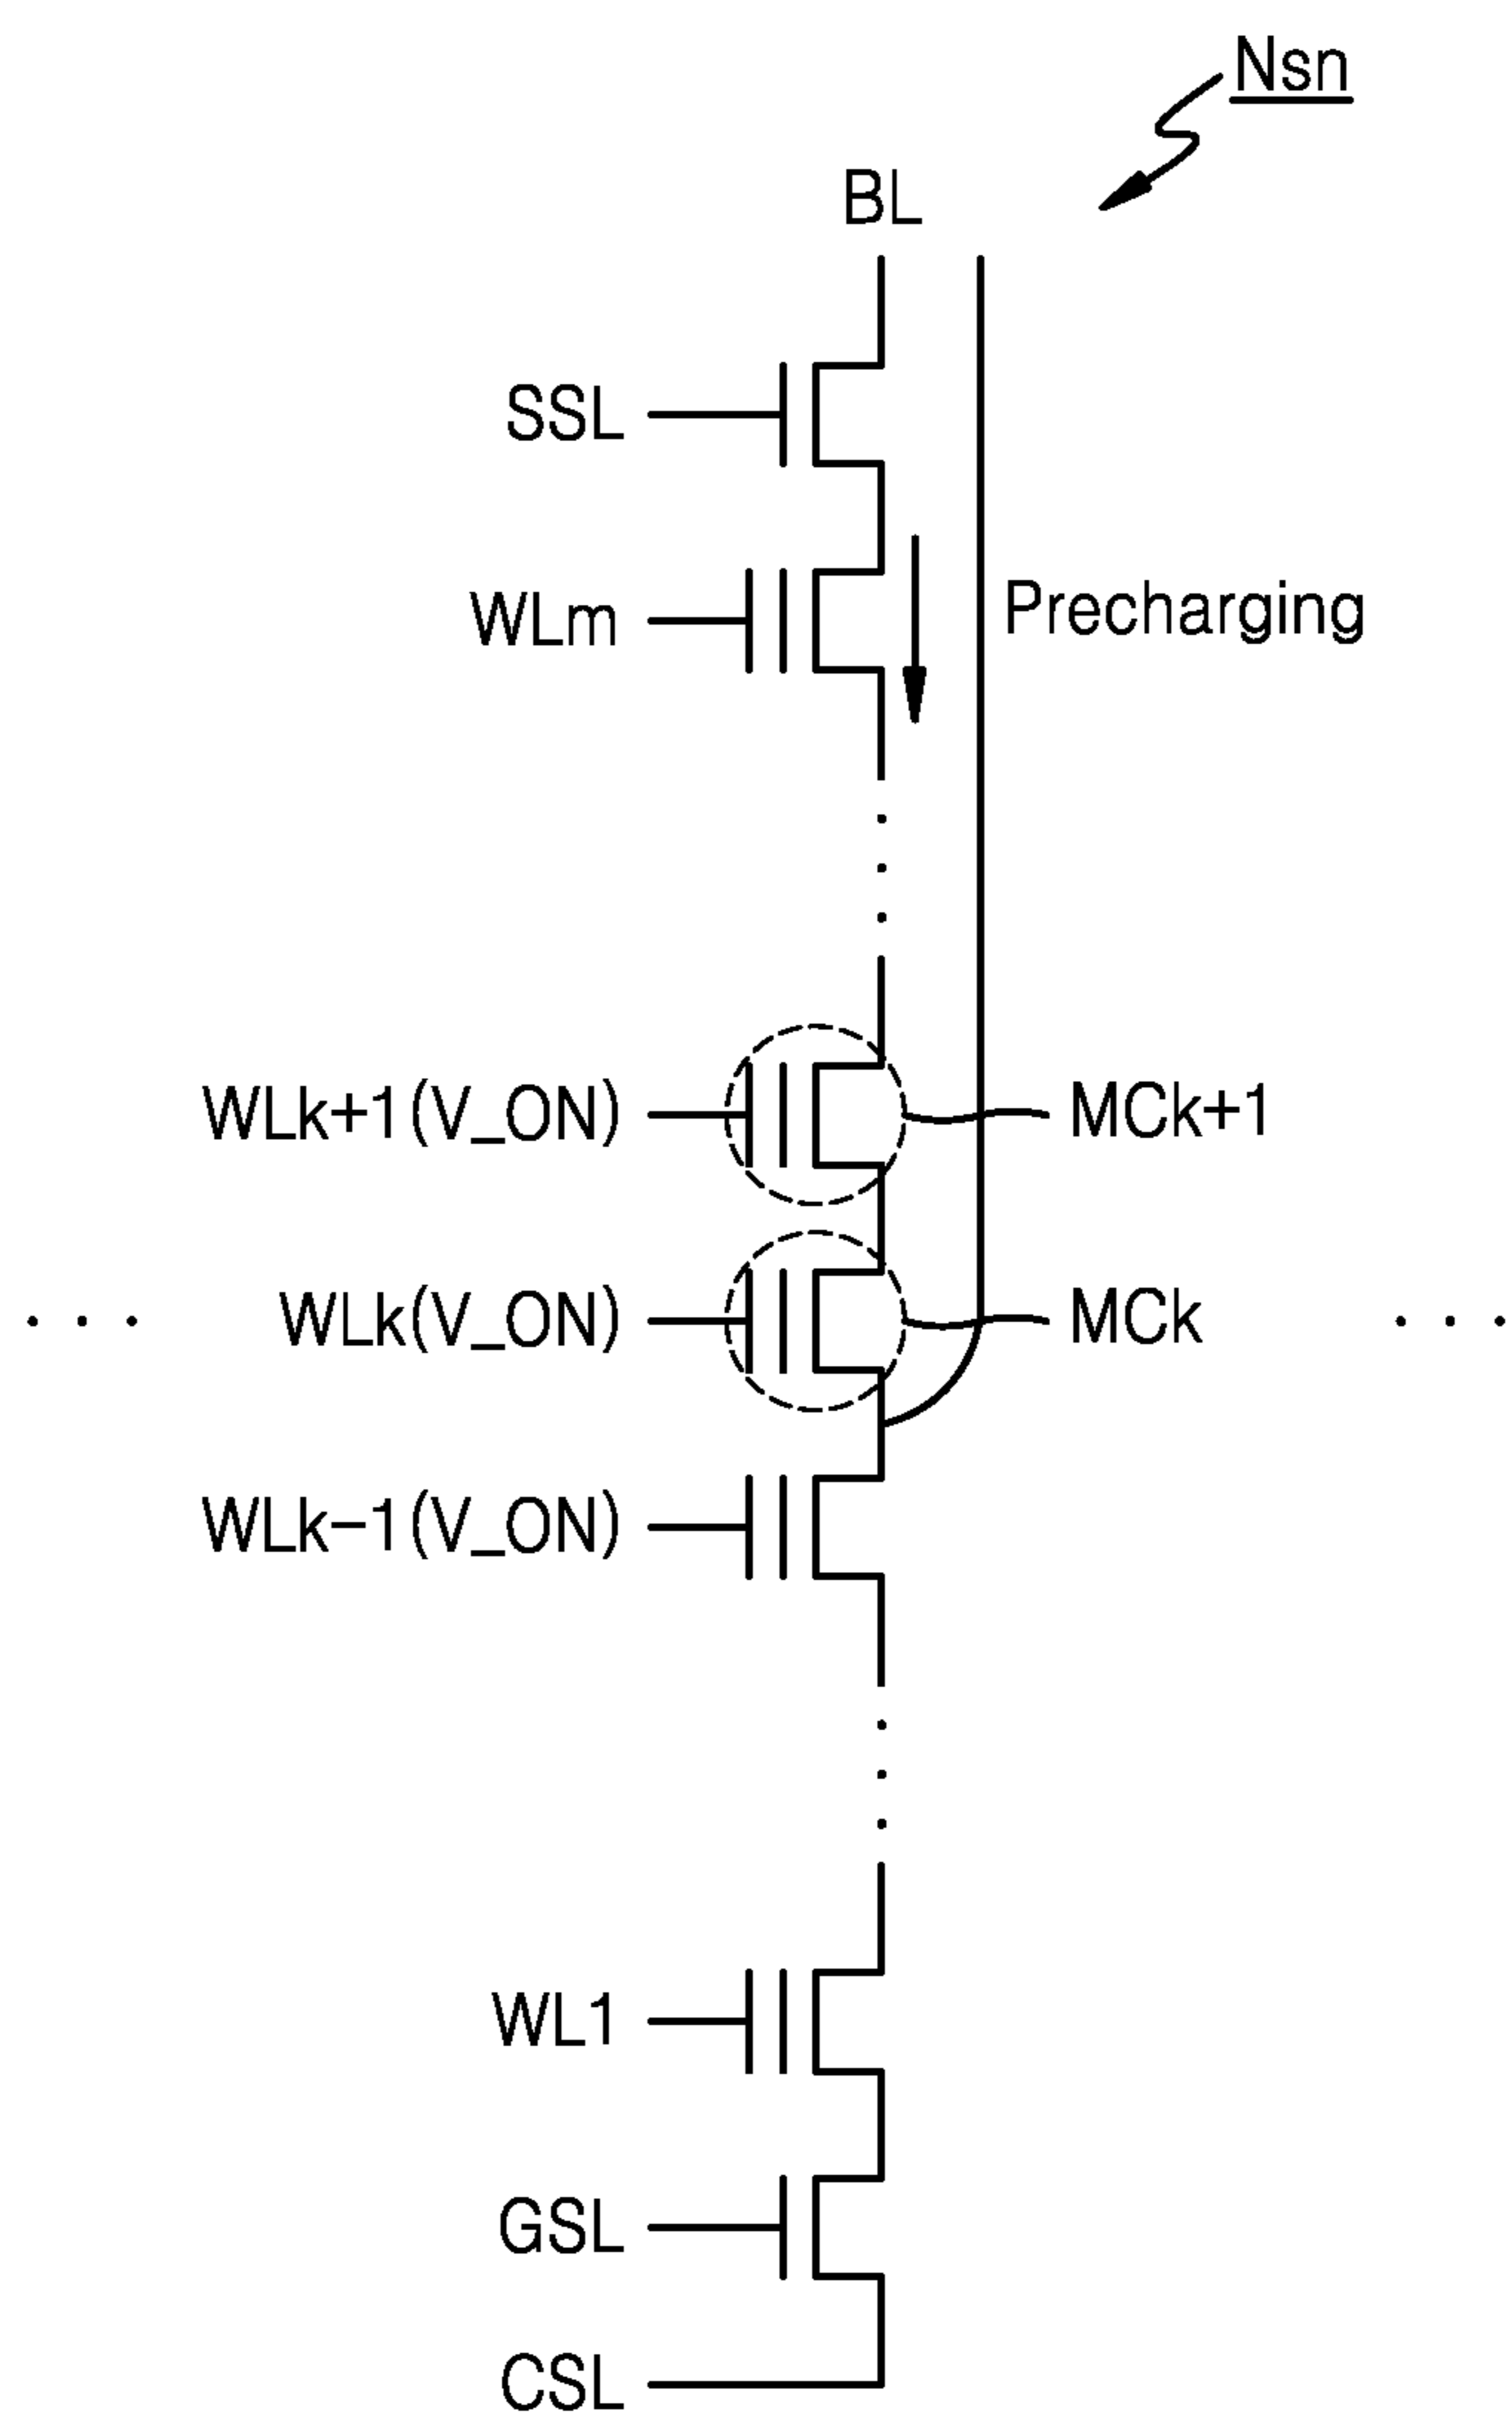 Nsn
BL
SSL
WLm
Precharging
WLk+1(V_ON)
MCk+1
WLk(V_ON)
MCk
WLk-1(V_ON)
WL1
GSL
CSL